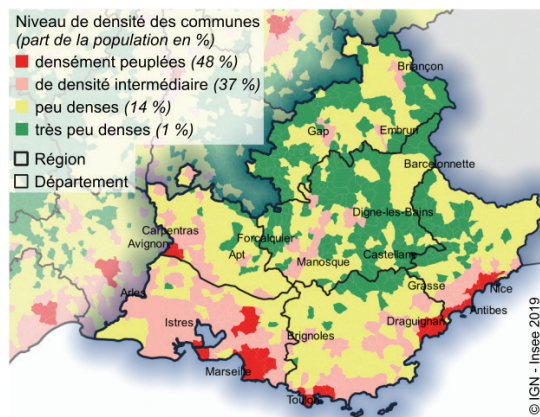 Niveau de densité des communes
(part de la population en %)
densément peuplées (48 %)
de densité intermédiaire (37 %)
peu denses (14 %)
très peu denses (1 %)
Région
Département
Briançon
Gap
Embrun
Barcelonnette
Digne-les-Bains
Carpentras
Avignon
Forcalquier
Apt
Manosque
Castellane
Grasse
Nice
Antibes
Arles
Istres
Draguignan
Brignoles
Marseille
Toulon
© IGN - Insee 2019